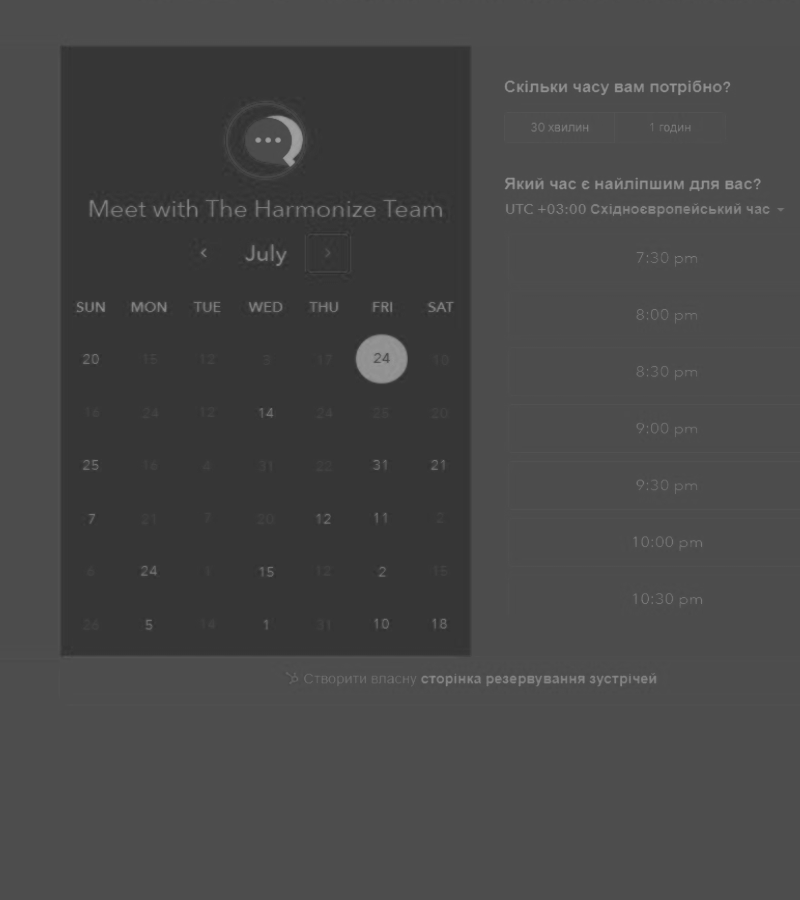 Meet with The Harmonize Team
July
SUN MON TUE WED THU FRI SAT
20 15 12 3 17 24 10
16 24 12 14 24 25 20
25 18 4 31 22 31 21
7 21 7 20 12 11 2
6 24 1 15 12 2 15
26 5 14 1 31 10 18
Скільки часу вам потрібно?
30 хвилин 1 годин
Який час є найліпшим для вас?
UTC +03:00 Східноєвропейський час
7:30 pm
8:00 pm
8:30 pm
9:00 pm
9:30 pm
10:00 pm
10:30 pm
Створити власну сторінка резервування зустрічей